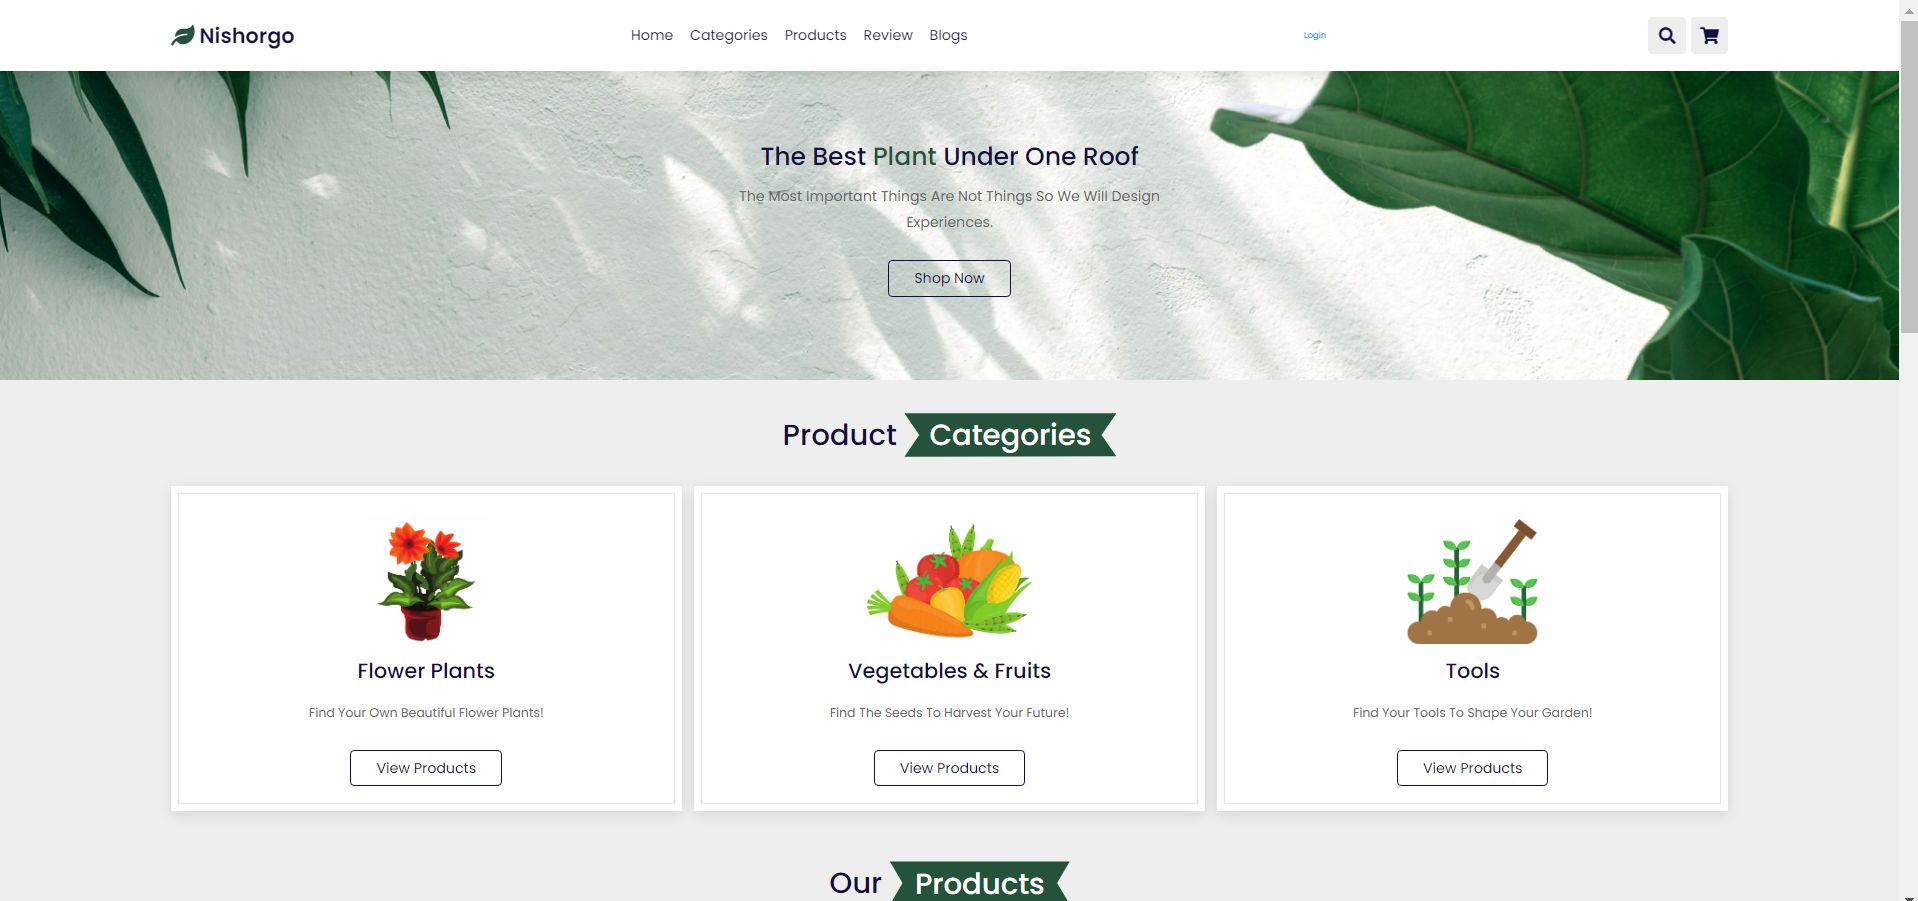 Nishorgo
Home Categories Products Review Blogs
Login
The Best Plant Under One Roof
The Most Important Things Are Not Things So We Will Design
Experiences.
Shop Now
Product Categories
Flower Plants
Find Your Own Beautiful Flower Plants!
View Products
Vegetables & Fruits
Find The Seeds To Harvest Your Future!
View Products
Tools
Find Your Tools To Shape Your Garden!
View Products
Our Products